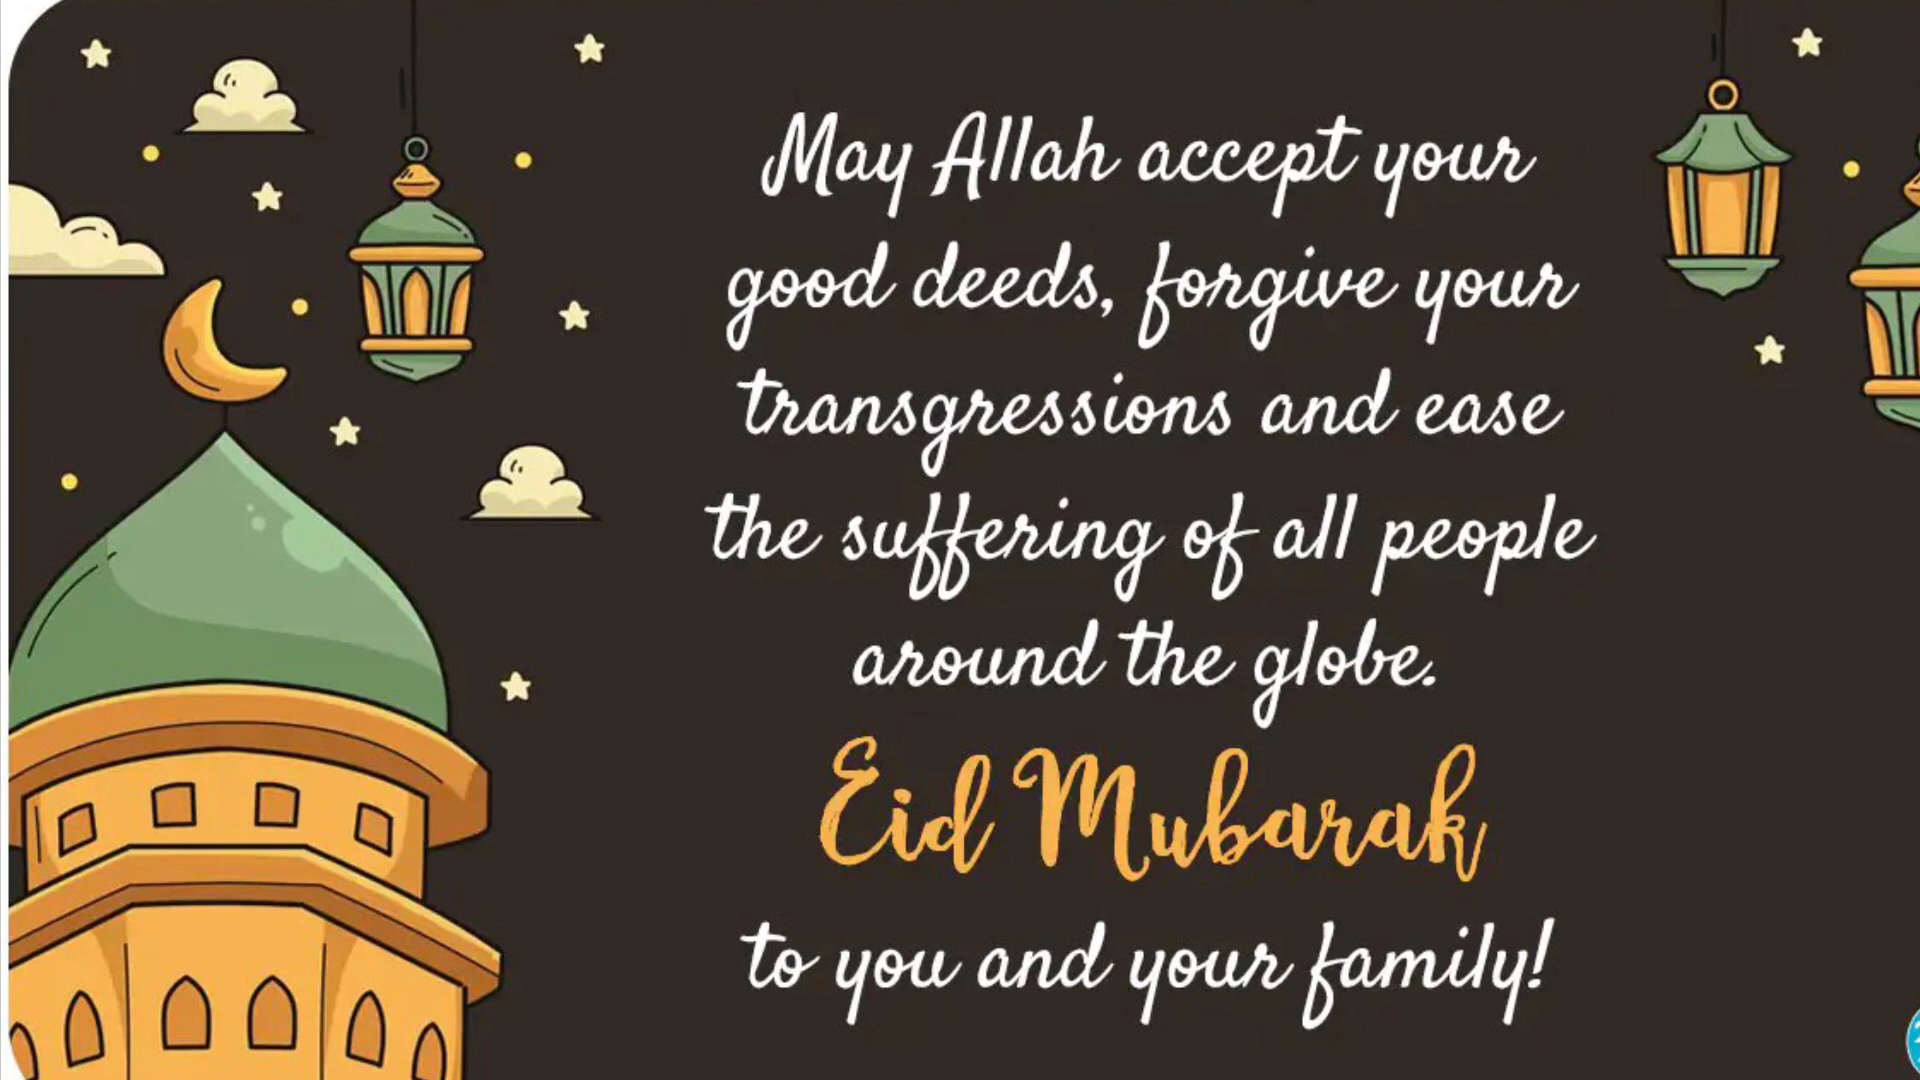 May Allah accept your
good deeds, forgive your
transgressions and ease
the suffering of all people
around the globe.
Eid Mubarak
to you and your family!